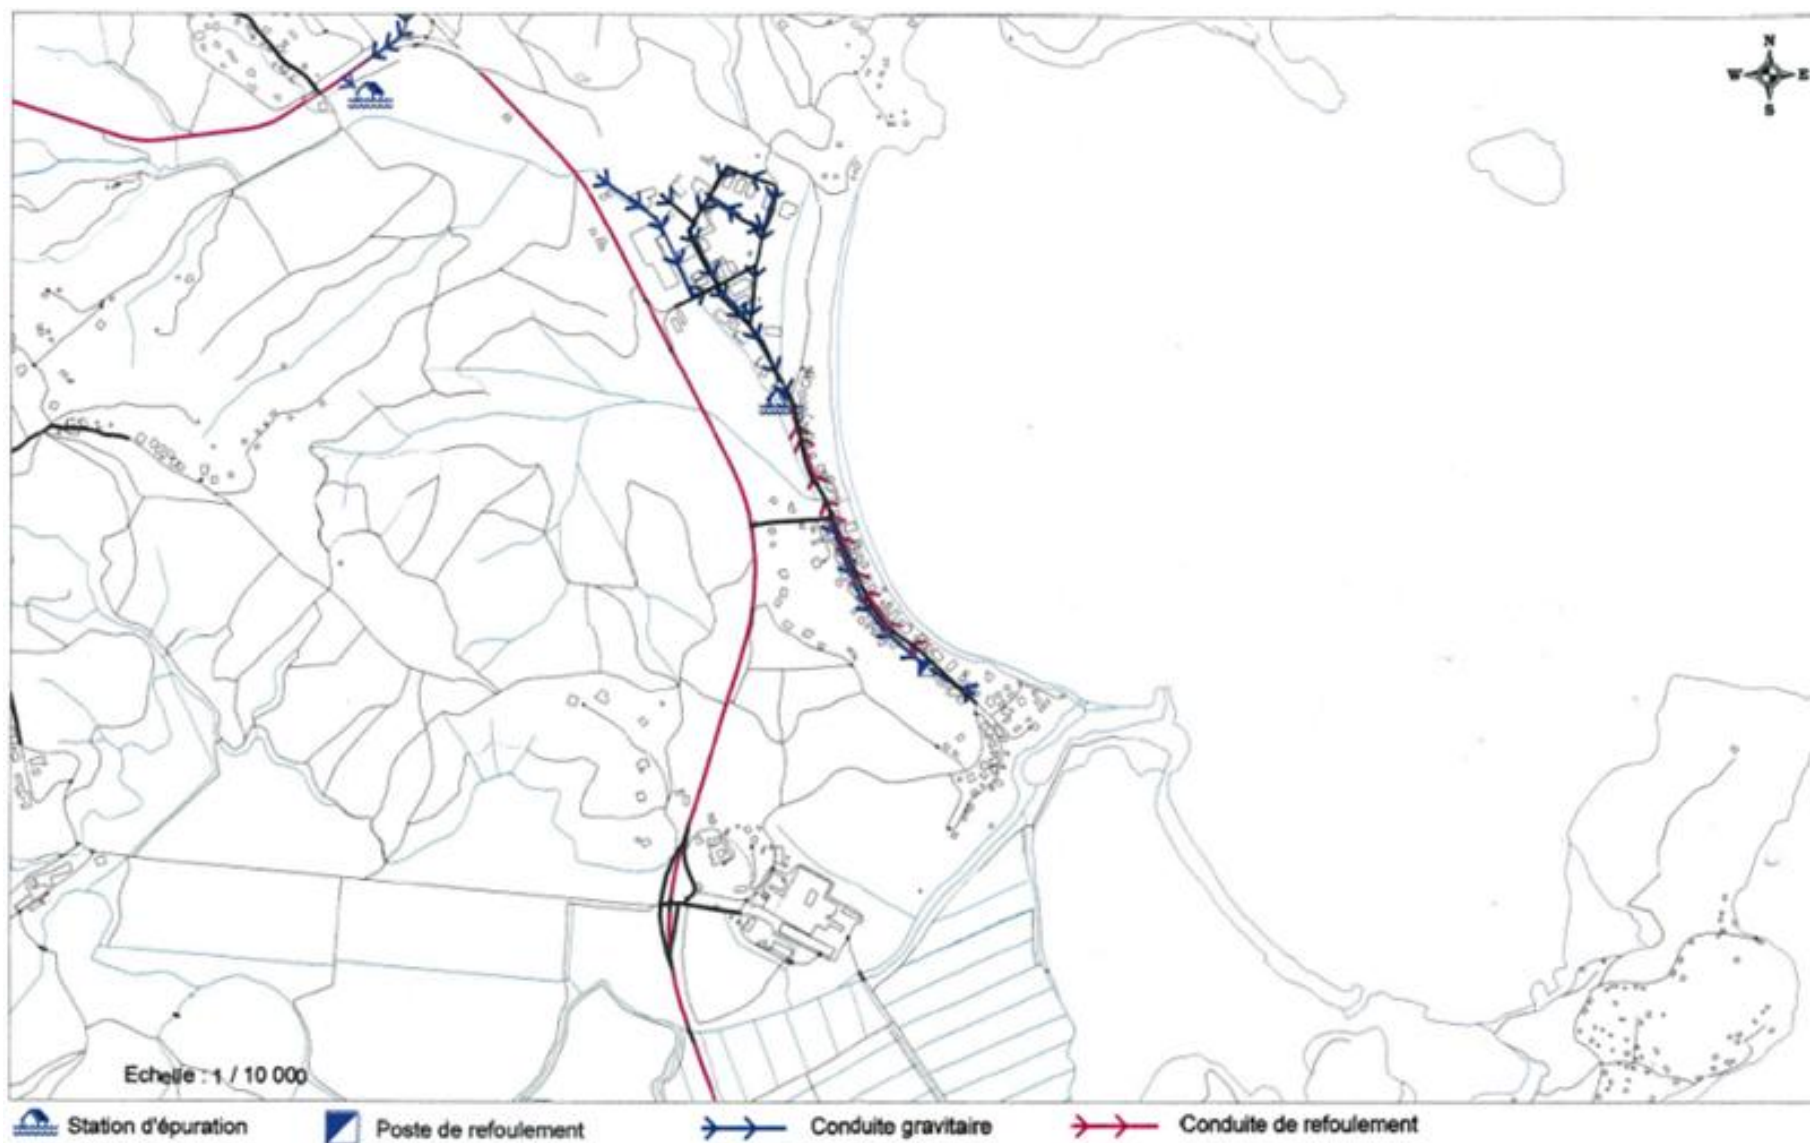 N
W E
S
Echelle : 1 / 10 000
Station d'épuration Poste de refoulement Conduite gravitaire Conduite de refoulement